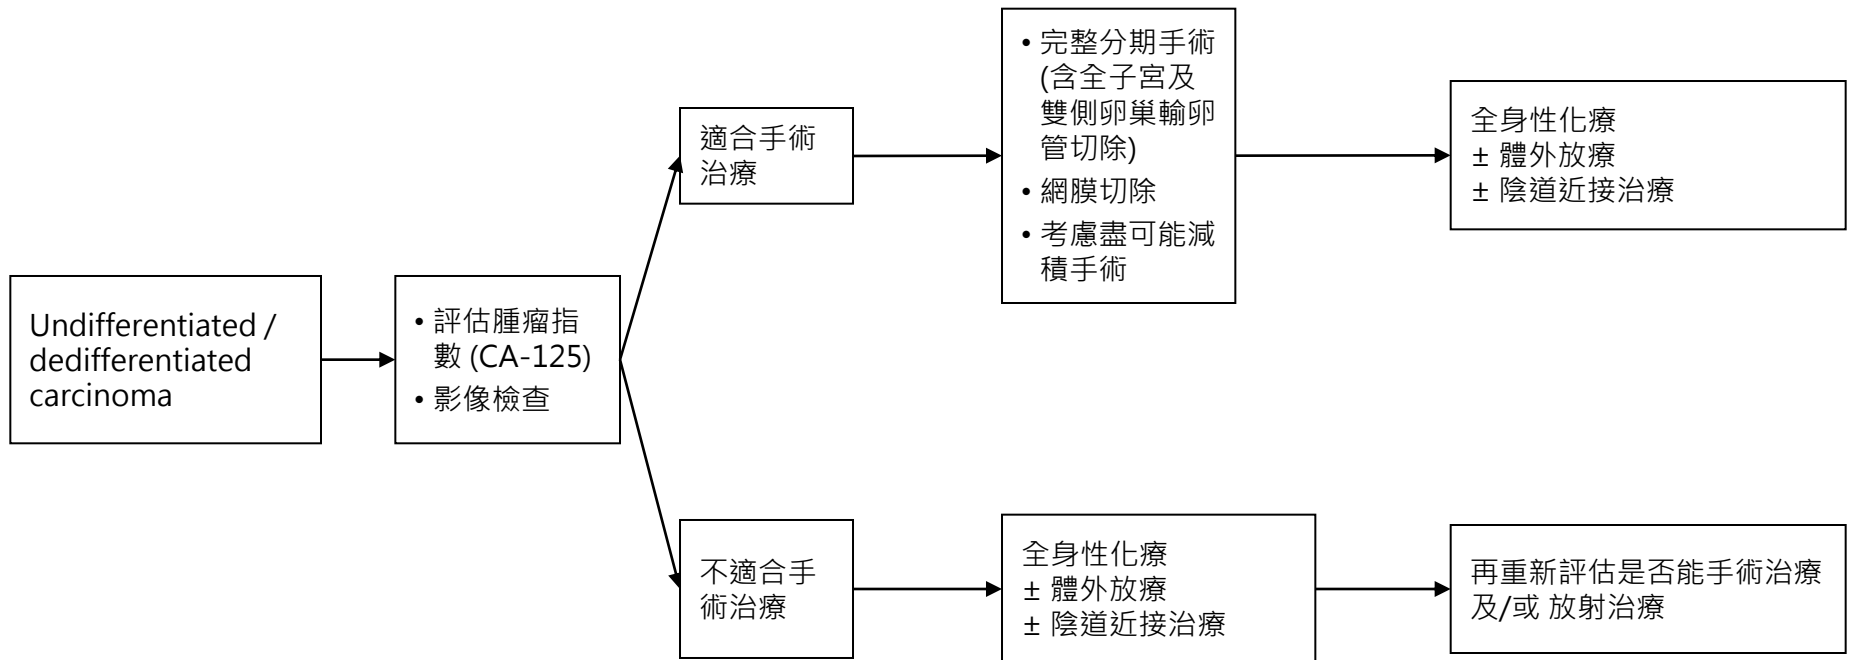 Undifferentiated /
dedifferentiated
carcinoma
• 評估腫瘤指
數 (CA-125)
• 影像檢查
適合手術
治療
• 完整分期手術
(含全子宮及
雙側卵巢輸卵
管切除)
• 網膜切除
• 考慮盡可能減
積手術
全身性化療
± 體外放療
± 陰道近接治療
不適合手
術治療
全身性化療
± 體外放療
± 陰道近接治療
再重新評估是否能手術治療
及/或 放射治療